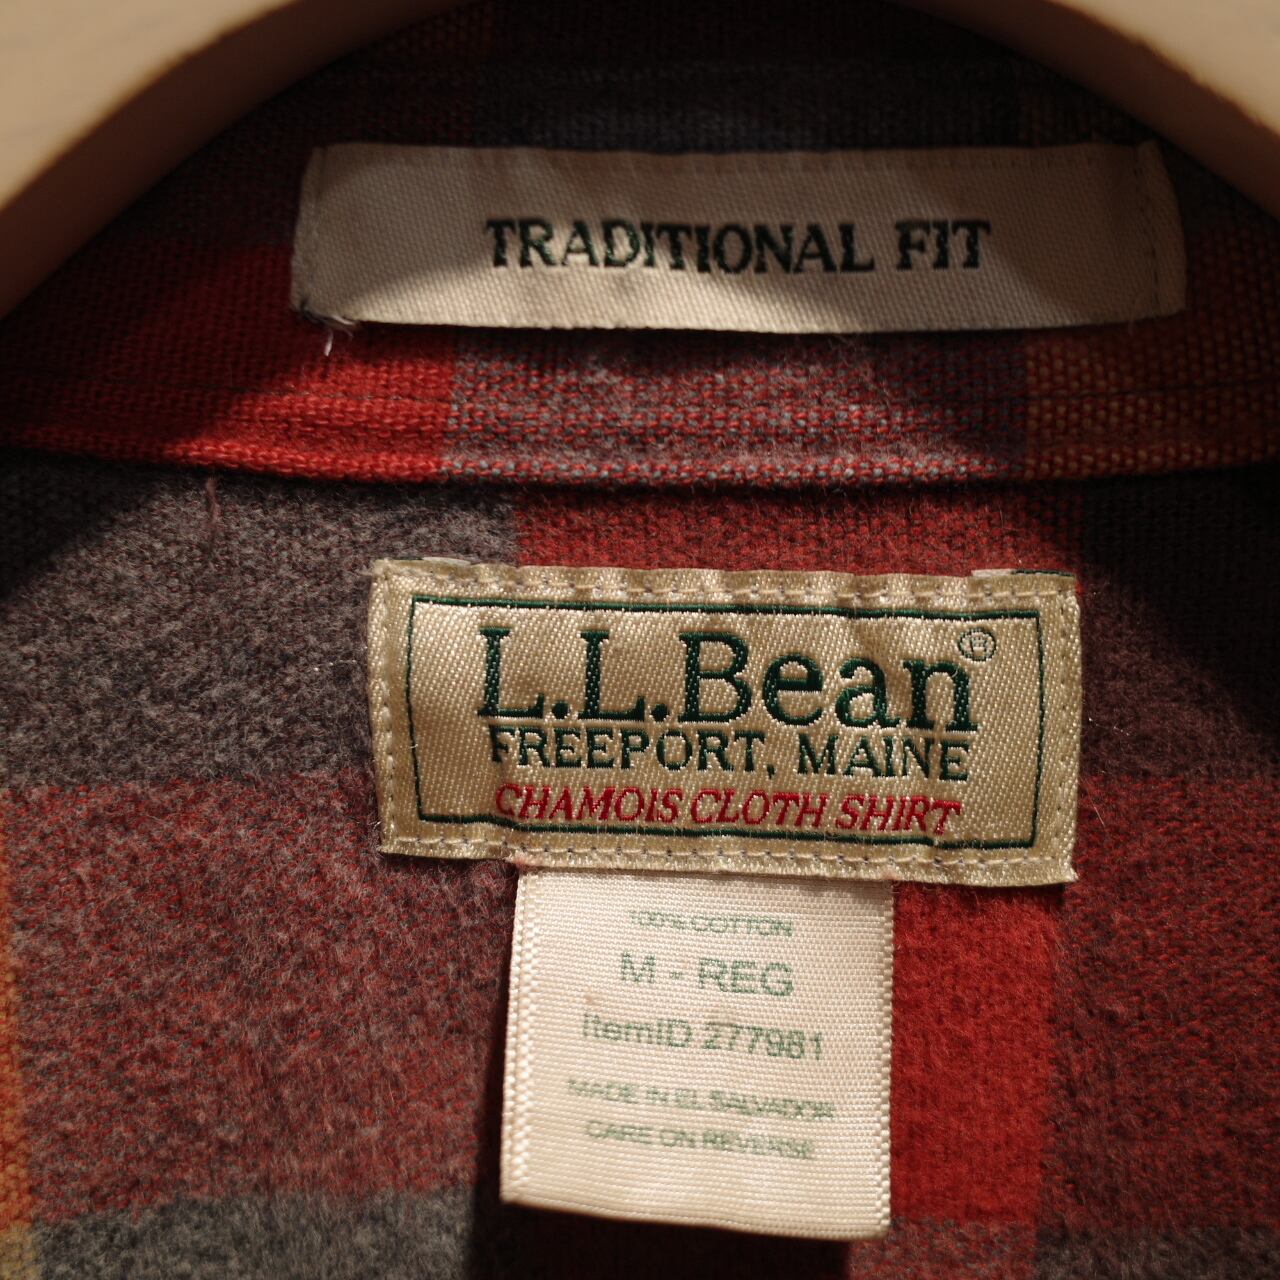 TRADITIONAL FIT
L.L.Bean®
FREEPORT, MAINE
CHAMOIS CLOTH SHIRT
100% COTTON
M - REG
ItemID 277981
MADE IN EL SALVADOR
CARE ON REVERSE